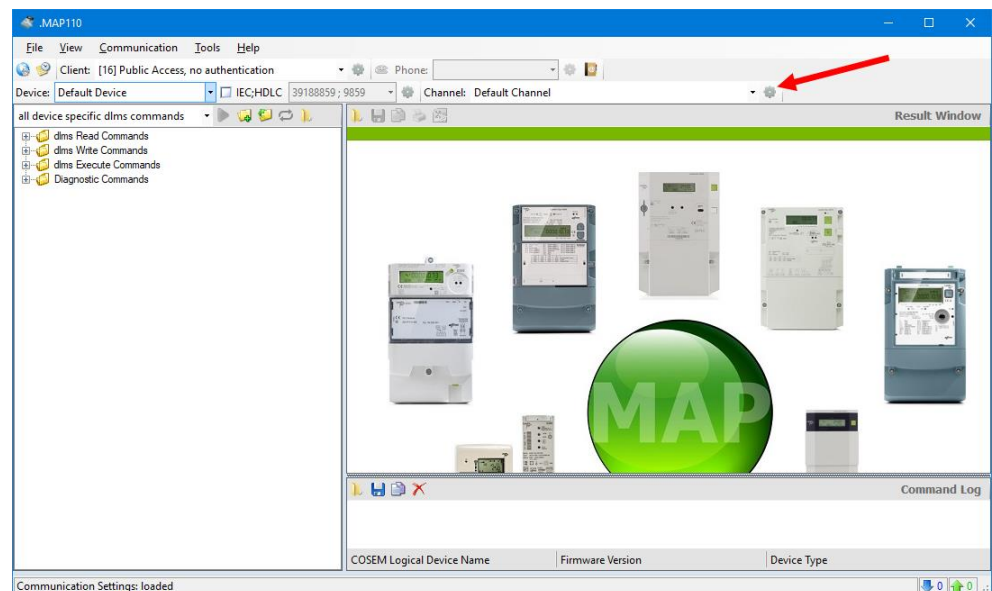 .MAP110
File View Communication Tools Help
Client: [16] Public Access, no authentication Phone:
Device: Default Device IEC;HDLC 39188859 ; 9859 Channel: Default Channel
all device specific dlms commands Result Window
dlms Read Commands
dlms Write Commands
dlms Execute Commands
Diagnostic Commands
MAP
Command Log
COSEM Logical Device Name Firmware Version Device Type
Communication Settings: loaded 0 0